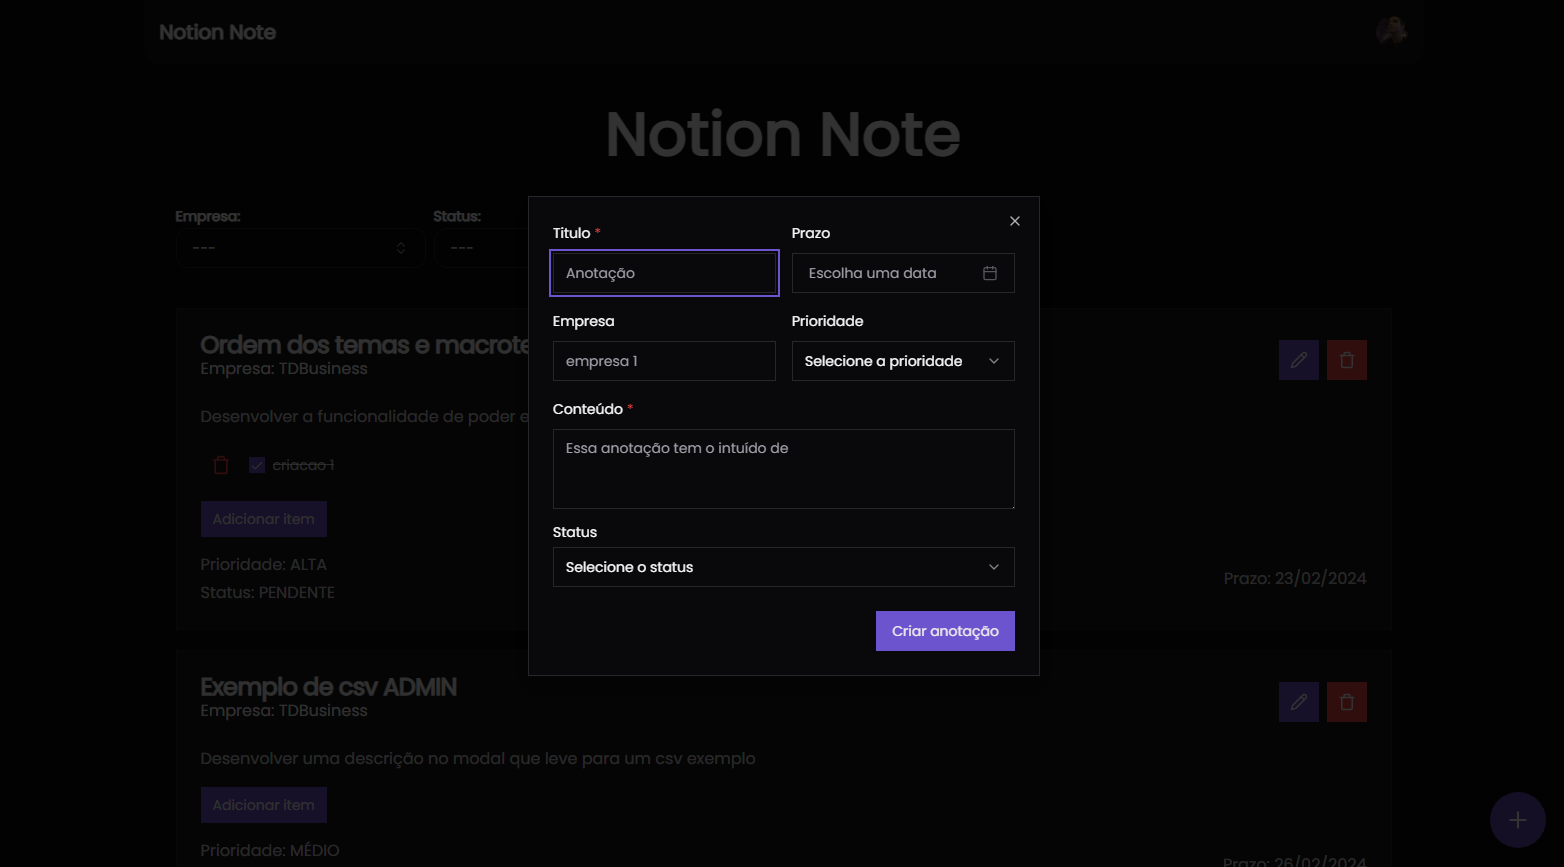 Notion Note
Notion Note
Empresa:
---
Status:
---
Titulo *
Anotação
Prazo
Escolha uma data
Empresa
empresa 1
Prioridade
Selecione a prioridade
Conteúdo *
Essa anotação tem o intuído de
Status
Selecione o status
Criar anotação
Ordem dos temas e macrote
Empresa: TDBusiness
Desenvolver a funcionalidade de poder e
criacao 1
Adicionar item
Prioridade: ALTA
Status: PENDENTE
Prazo: 23/02/2024
Exemplo de csv ADMIN
Empresa: TDBusiness
Desenvolver uma descrição no modal que leve para um csv exemplo
Adicionar item
Prioridade: MÉDIO
Prazo: 26/02/2024